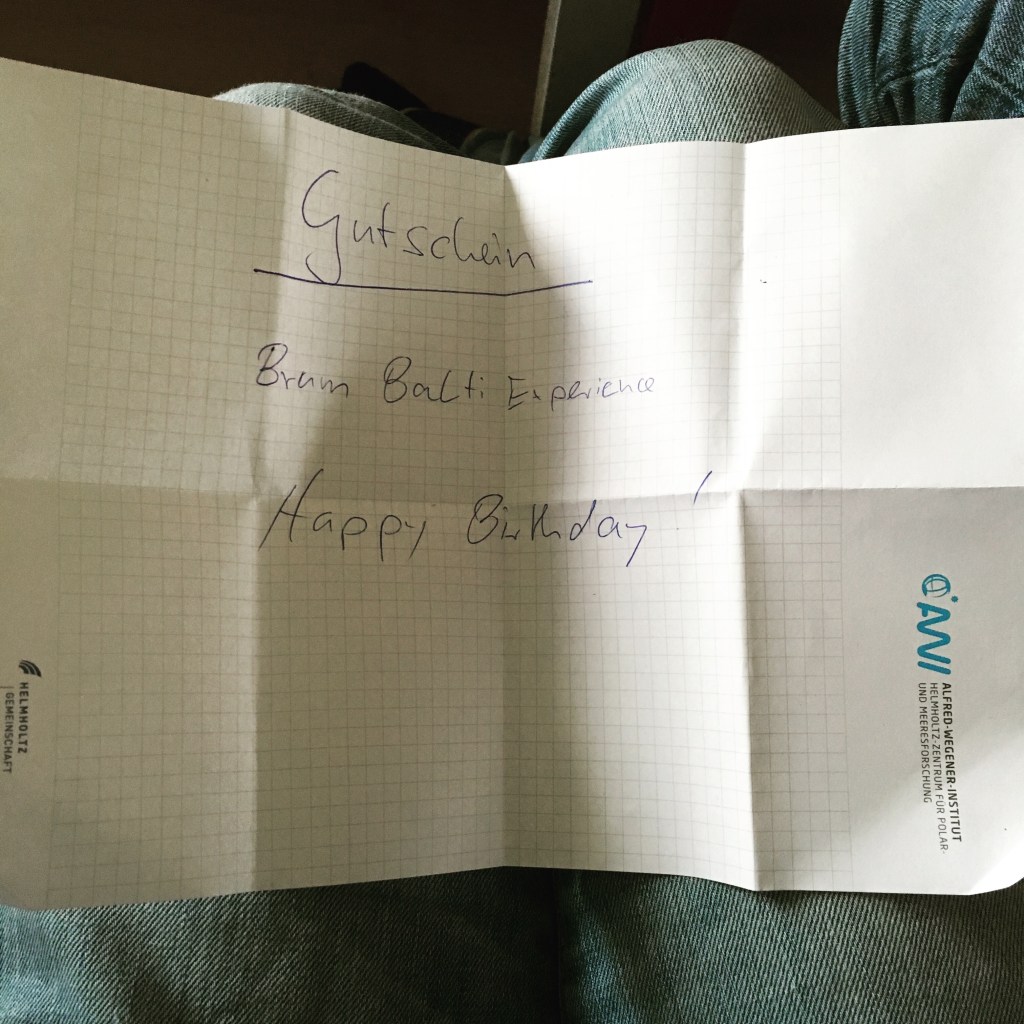 Gutschein
Brum Balti Experience
Happy Birthday!
AWI
ALFRED-WEGENER-INSTITUT
HELMHOLTZ-ZENTRUM FÜR POLAR-
UND MEERESFORSCHUNG
HELMHOLTZ
GEMEINSCHAFT